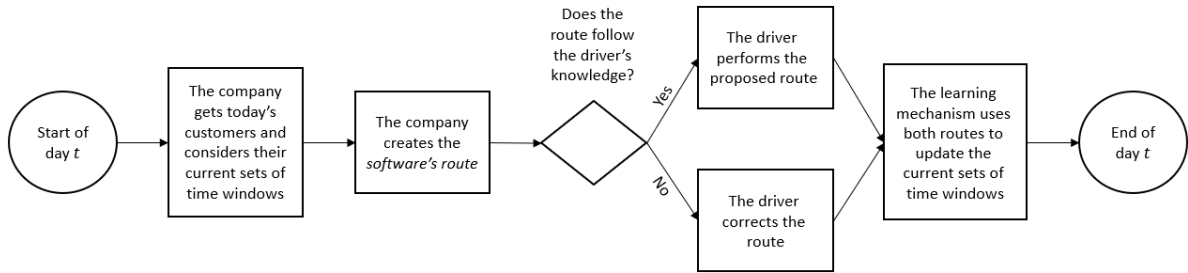 Start of
day t
The company
gets today's
customers and
considers their
current sets of
time windows
The company
creates the
software's route
Does the
route follow
the driver's
knowledge?
Yes
No
The driver
performs the
proposed route
The driver
corrects the
route
The learning
mechanism uses
both routes to
update the
current sets of
time windows
End of
day t